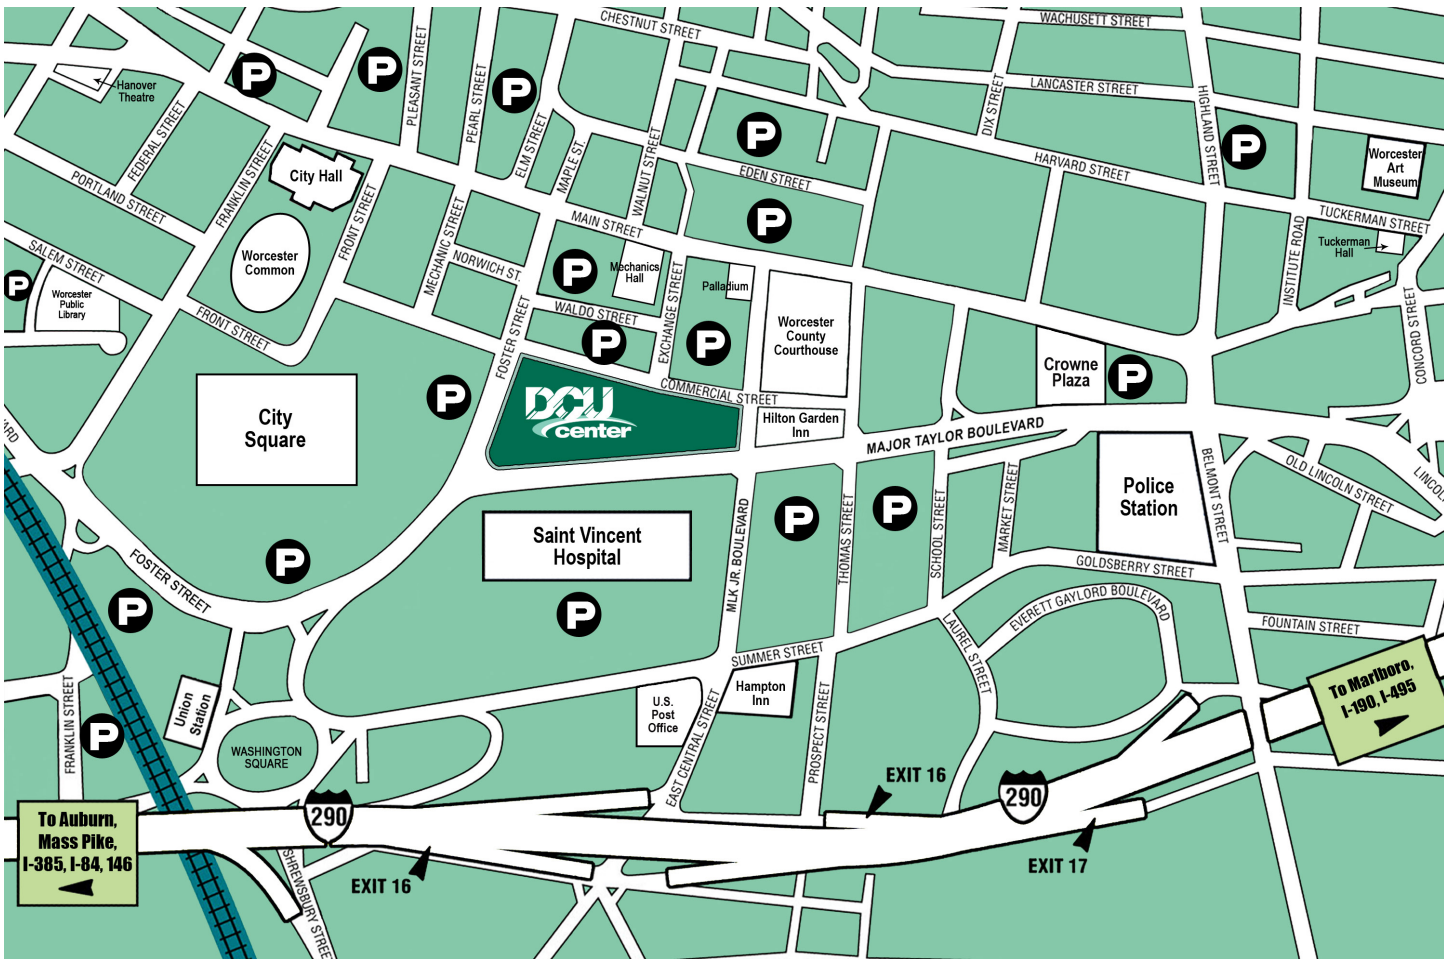 CHESTNUT STREET
WACHUSETT STREET
PLEASANT STREET
PEARL STREET
LANCASTER STREET
DIX STREET
HIGHLAND STREET
Hanover
Theatre
P
P
P
P
P
FEDERAL STREET
FRANKLIN STREET
ELM STREET
MAPLE ST.
WALNUT STREET
EDEN STREET
HARVARD STREET
Worcester
Art
Museum
City Hall
PORTLAND STREET
FRONT STREET
MECHANIC STREET
MAIN STREET
P
TUCKERMAN STREET
Tuckerman
Hall
INSTITUTE ROAD
SALEM STREET
Worcester
Common
NORWICH ST.
P
Mechanics
Hall
Palladium
EXCHANGE STREET
P
Worcester
Public
Library
FRONT STREET
FOSTER STREET
WALDO STREET
P
P
Worcester
County
Courthouse
CONCORD STREET
Crowne
Plaza
P
City
Square
P
DCU
center
COMMERCIAL STREET
Hilton Garden
Inn
MAJOR TAYLOR BOULEVARD
ARD
BELMONT STREET
OLD LINCOLN STREET
LINCOL
Police
Station
Saint Vincent
Hospital
P
P
MLK JR. BOULEVARD
THOMAS STREET
SCHOOL STREET
MARKET STREET
GOLDSBERRY STREET
P
FOSTER STREET
P
P
EVERETT GAYLORD BOULEVARD
LAUREL STREET
FOUNTAIN STREET
SUMMER STREET
To Marlboro,
I-190, I-495
FRANKLIN STREET
P
Union
Station
WASHINGTON
SQUARE
U.S.
Post
Office
Hampton
Inn
EAST CENTRAL STREET
PROSPECT STREET
EXIT 16
290
290
To Auburn,
Mass Pike,
I-385, I-84, 146
EXIT 16
EXIT 17
SHREWSBURY STREET